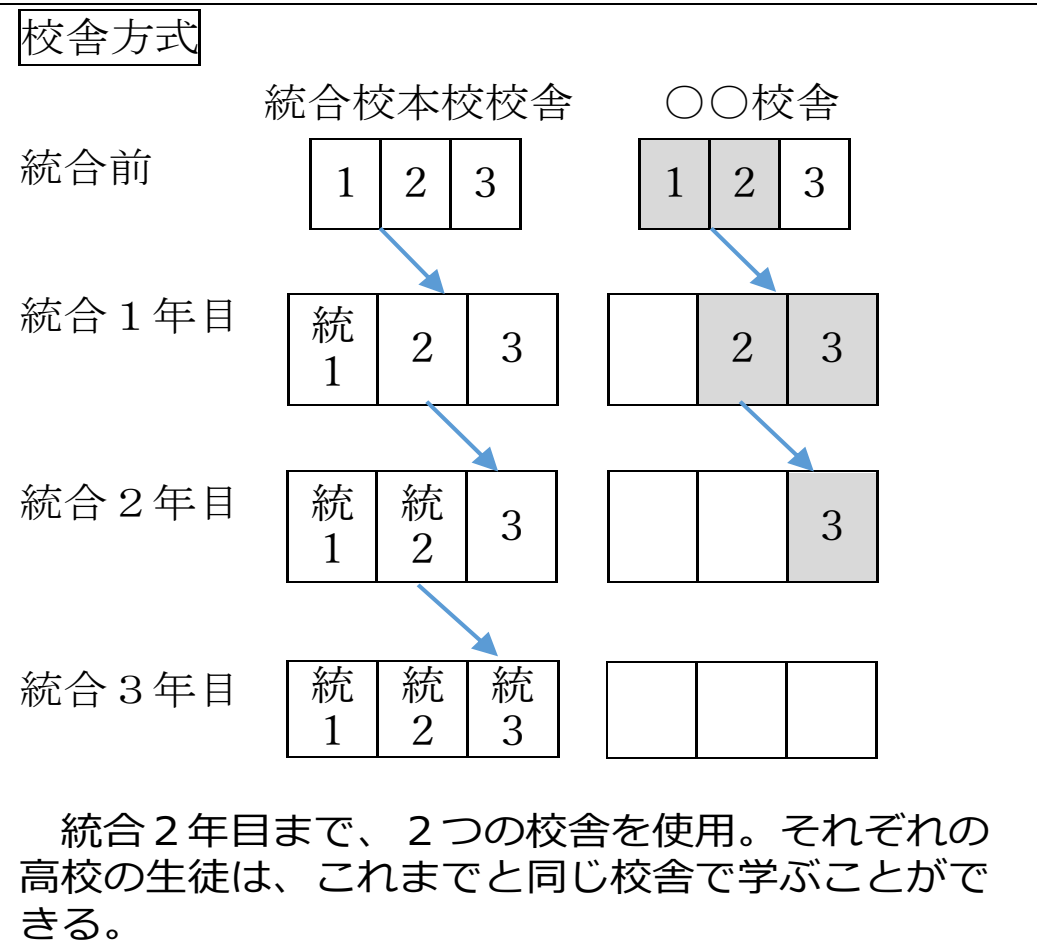 校舎方式
統合校本校校舎 ○○校舎
統合前 1 2 3 1 2 3
統合１年目 統1 2 3 2 3
統合２年目 統1 統2 3 3
統合３年目 統1 統2 統3
統合２年目まで、２つの校舎を使用。それぞれの
高校の生徒は、これまでと同じ校舎で学ぶことがで
きる。